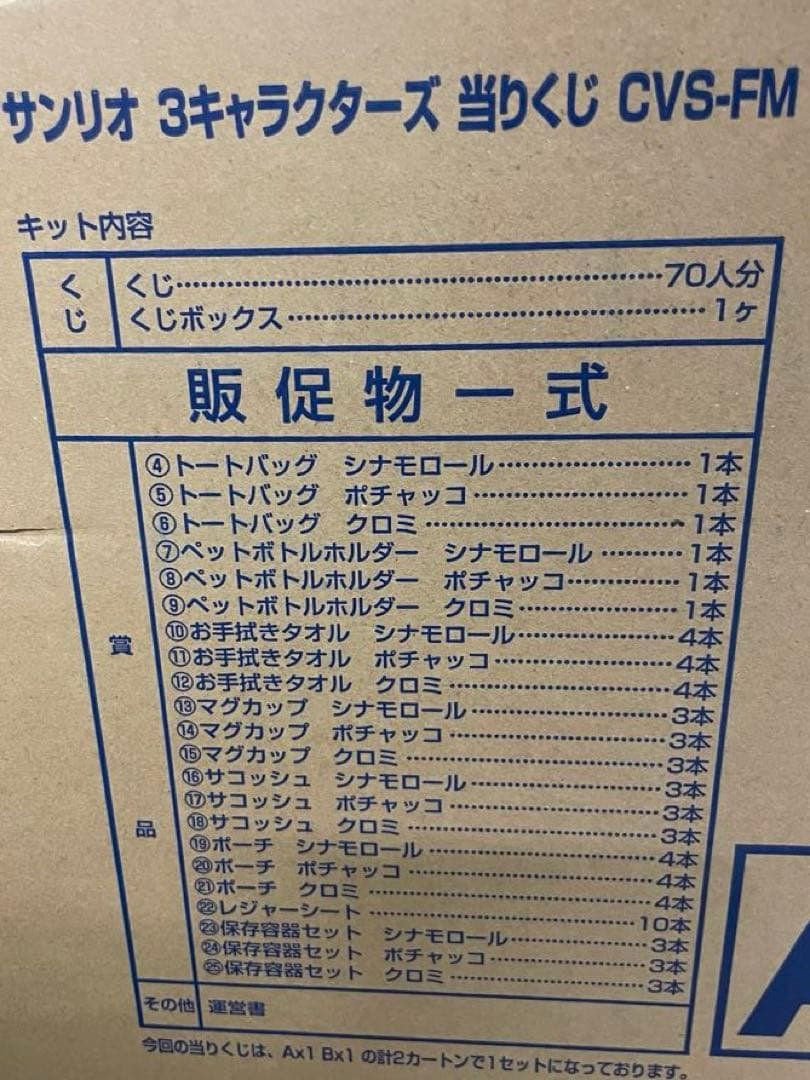 サンリオ 3キャラクターズ 当りくじ CVS-FM
キット内容
くじ
くじ……70人分
くじボックス……1ヶ
販促物一式
賞品
④トートバッグ シナモロール……1本
⑤トートバッグ ポチャッコ……1本
⑥トートバッグ クロミ……1本
⑦ペットボトルホルダー シナモロール……1本
⑧ペットボトルホルダー ポチャッコ……1本
⑨ペットボトルホルダー クロミ……1本
⑩お手拭きタオル シナモロール……4本
⑪お手拭きタオル ポチャッコ……4本
⑫お手拭きタオル クロミ……4本
⑬マグカップ シナモロール……3本
⑭マグカップ ポチャッコ……3本
⑮マグカップ クロミ……3本
⑯サコッシュ シナモロール……3本
⑰サコッシュ ポチャッコ……3本
⑱サコッシュ クロミ……3本
⑲ポーチ シナモロール……4本
⑳ポーチ ポチャッコ……4本
㉑ポーチ クロミ……4本
㉒レジャーシート……10本
㉓保存容器セット シナモロール……3本
㉔保存容器セット ポチャッコ……3本
㉕保存容器セット クロミ……3本
その他 運営書
今回の当りくじは、Ax1 Bx1 の計2カートンで1セットになっております。
A